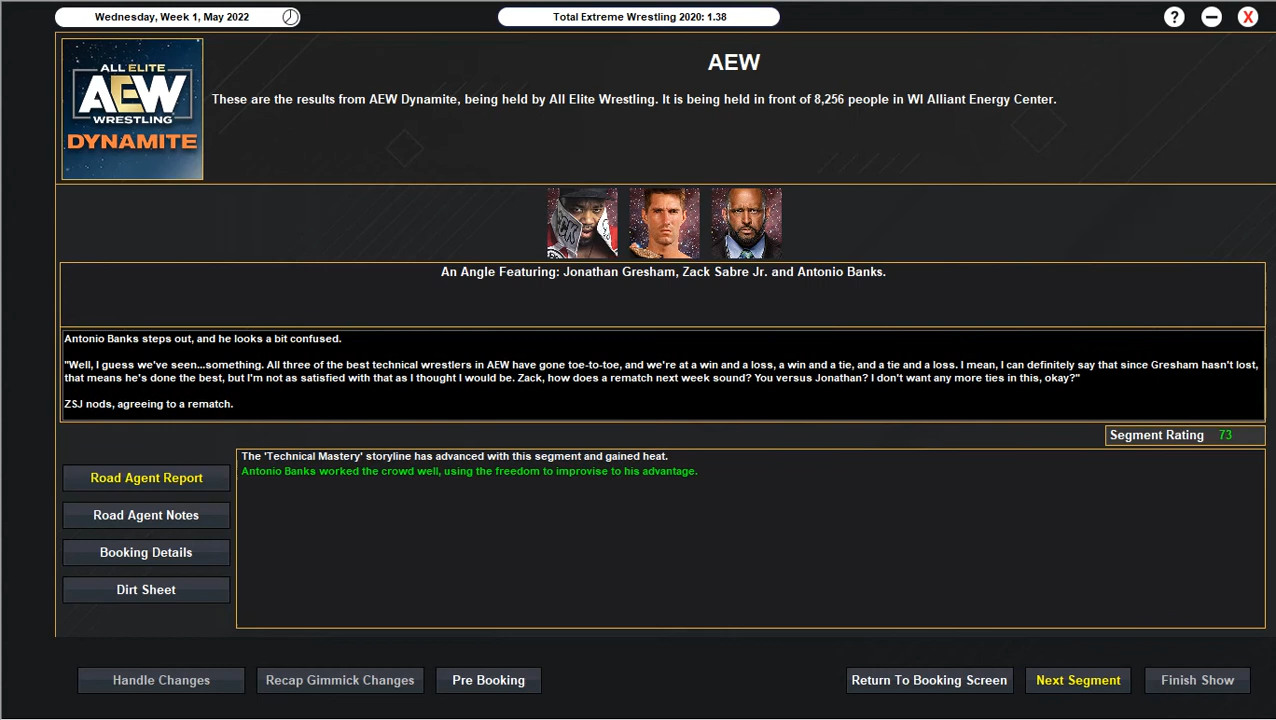 Wednesday, Week 1, May 2022
Total Extreme Wrestling 2020: 1.38
?
X
ALL ELITE
AEW
WRESTLING
DYNAMITE
AEW
These are the results from AEW Dynamite, being held by All Elite Wrestling. It is being held in front of 8,256 people in WI Alliant Energy Center.
An Angle Featuring: Jonathan Gresham, Zack Sabre Jr. and Antonio Banks.
Antonio Banks steps out, and he looks a bit confused.
"Well, I guess we've seen...something. All three of the best technical wrestlers in AEW have gone toe-to-toe, and we're at a win and a loss, a win and a tie, and a tie and a loss. I mean, I can definitely say that since Gresham hasn't lost,
that means he's done the best, but I'm not as satisfied with that as I thought I would be. Zack, how does a rematch next week sound? You versus Jonathan? I don't want any more ties in this, okay?"
ZSJ nods, agreeing to a rematch.
Segment Rating 73
The 'Technical Mastery' storyline has advanced with this segment and gained heat.
Antonio Banks worked the crowd well, using the freedom to improvise to his advantage.
Road Agent Report
Road Agent Notes
Booking Details
Dirt Sheet
Handle Changes
Recap Gimmick Changes
Pre Booking
Return To Booking Screen
Next Segment
Finish Show